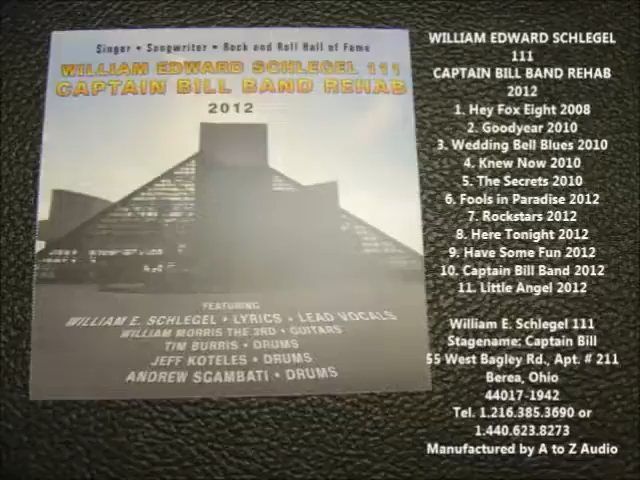 Singer • Songwriter • Rock and Roll Hall of Fame
WILLIAM EDWARD SCHLEGEL 111
CAPTAIN BILL BAND REHAB
2012
FEATURING
WILLIAM E. SCHLEGEL • LYRICS • LEAD VOCALS
WILLIAM MORRIS THE 3RD • GUITARS
TIM BURRIS • DRUMS
JEFF KOTELES • DRUMS
ANDREW SGAMBATI • DRUMS
WILLIAM EDWARD SCHLEGEL
111
CAPTAIN BILL BAND REHAB
2012
1. Hey Fox Eight 2008
2. Goodyear 2010
3. Wedding Bell Blues 2010
4. Knew Now 2010
5. The Secrets 2010
6. Fools in Paradise 2012
7. Rockstars 2012
8. Here Tonight 2012
9. Have Some Fun 2012
10. Captain Bill Band 2012
11. Little Angel 2012
William E. Schlegel 111
Stagename: Captain Bill
55 West Bagley Rd., Apt. # 211
Berea, Ohio
44017-1942
Tel. 1.216.385.3690 or
1.440.623.8273
Manufactured by A to Z Audio